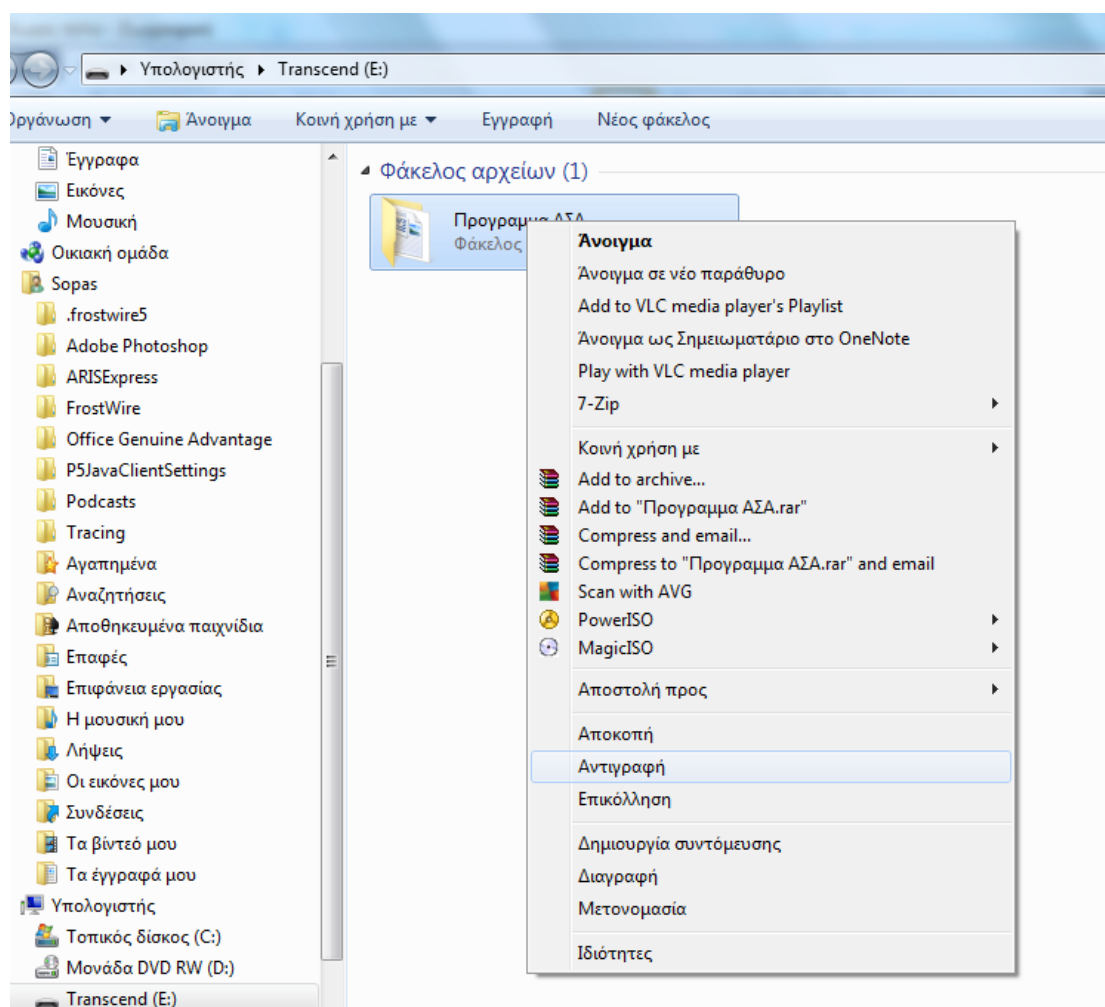 Υπολογιστής Transcend (E:)
Οργάνωση Άνοιγμα Κοινή χρήση με Εγγραφή Νέος φάκελος
Έγγραφα
Εικόνες
Μουσική
Οικιακή ομάδα
Sopas
.frostwire5
Adobe Photoshop
ARISExpress
FrostWire
Office Genuine Advantage
P5JavaClientSettings
Podcasts
Tracing
Αγαπημένα
Αναζητήσεις
Αποθηκευμένα παιχνίδια
Επαφές
Επιφάνεια εργασίας
Η μουσική μου
Λήψεις
Οι εικόνες μου
Συνδέσεις
Τα βίντεό μου
Τα έγγραφά μου
Υπολογιστής
Τοπικός δίσκος (C:)
Μονάδα DVD RW (D:)
Transcend (E:)
Φάκελος αρχείων (1)
Προγραμμα ΑΣΑ
Φάκελος
Άνοιγμα
Άνοιγμα σε νέο παράθυρο
Add to VLC media player's Playlist
Άνοιγμα ως Σημειωματάριο στο OneNote
Play with VLC media player
7-Zip
Κοινή χρήση με
Add to archive...
Add to "Προγραμμα ΑΣΑ.rar"
Compress and email...
Compress to "Προγραμμα ΑΣΑ.rar" and email
Scan with AVG
PowerISO
MagicISO
Αποστολή προς
Αποκοπή
Αντιγραφή
Επικόλληση
Δημιουργία συντόμευσης
Διαγραφή
Μετονομασία
Ιδιότητες